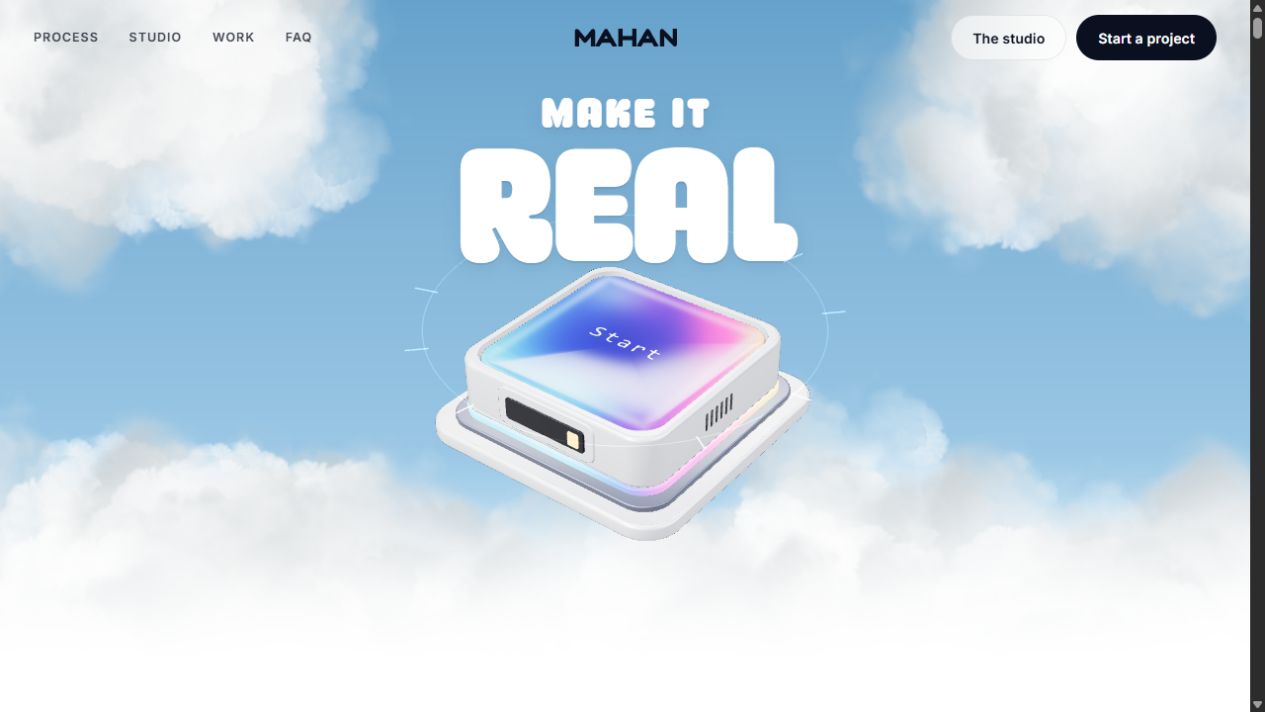 PROCESS STUDIO WORK FAQ
MAHAN
The studio
Start a project
MAKE IT
REAL
Start